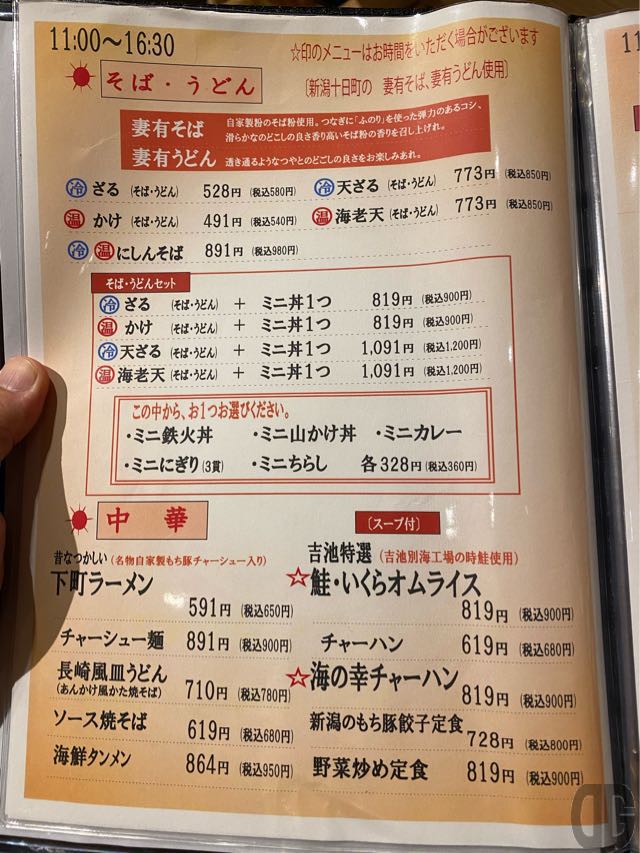 11:00〜16:30
☆印のメニューはお時間をいただく場合がございます
そば・うどん
〔新潟十日町の　妻有そば、妻有うどん使用〕
妻有そば
自家製粉のそば粉使用。つなぎに「ふのり」を使った弾力のあるコシ、
滑らかなのどこしの良さ香り高いそば粉の香りを召し上げれ。
妻有うどん 透き通るようなつやとのどこしの良さをお楽しみあれ。
冷 ざる (そば・うどん) 528円 (税込580円)
冷 天ざる (そば・うどん) 773円 (税込850円)
温 かけ (そば・うどん) 491円 (税込540円)
温 海老天 (そば・うどん) 773円 (税込850円)
冷 温 にしんそば 891円 (税込980円)
そば・うどんセット
冷 ざる (そば・うどん) + ミニ丼1つ 819円 (税込900円)
温 かけ (そば・うどん) + ミニ丼1つ 819円 (税込900円)
冷 天ざる (そば・うどん) + ミニ丼1つ 1,091円 (税込1,200円)
温 海老天 (そば・うどん) + ミニ丼1つ 1,091円 (税込1,200円)
この中から、お1つお選びください。
・ミニ鉄火丼 ・ミニ山かけ丼 ・ミニカレー
・ミニにぎり(3貫) ・ミニちらし 各328円(税込360円)
中　華
〔スープ付〕
昔なつかしい (名物自家製もち豚チャーシュー入り)
下町ラーメン
591円 (税込650円)
チャーシュー麺 891円 (税込900円)
長崎風皿うどん
(あんかけ風かた焼そば) 710円 (税込780円)
ソース焼そば 619円 (税込680円)
海鮮タンメン 864円 (税込950円)
吉池特選 (吉池別海工場の時鮭使用)
☆鮭・いくらオムライス
819円 (税込900円)
チャーハン 619円 (税込680円)
☆海の幸チャーハン
819円 (税込900円)
新潟のもち豚餃子定食
728円 (税込800円)
野菜炒め定食 819円 (税込900円)
11